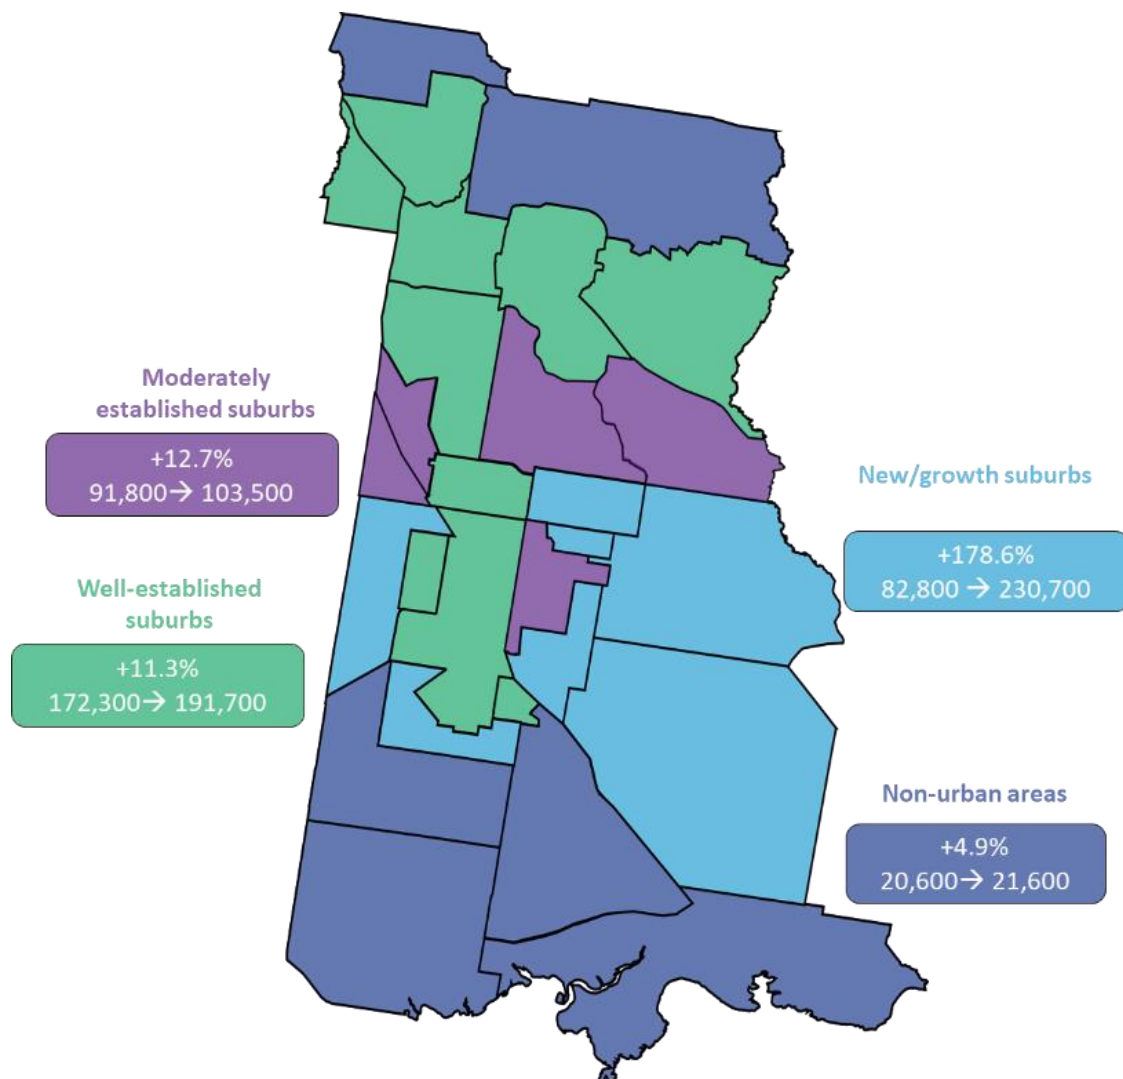 Moderately
established suburbs
+12.7%
91,800→ 103,500
New/growth suburbs
+178.6%
82,800 → 230,700
Well-established
suburbs
+11.3%
172,300→ 191,700
Non-urban areas
+4.9%
20,600→ 21,600